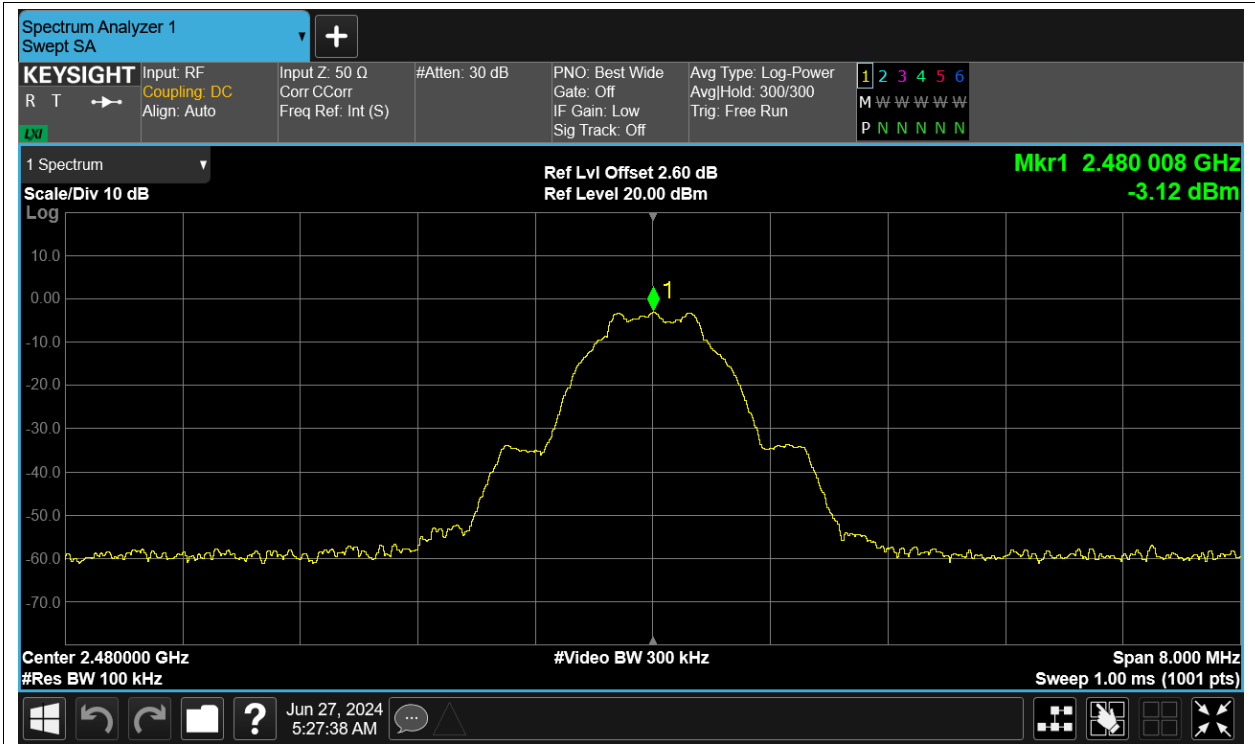 Spectrum Analyzer 1
Swept SA
KEYSIGHT
R T
LXI
Input: RF
Coupling: DC
Align: Auto
Input Z: 50 Ω
Corr CCorr
Freq Ref: Int (S)
#Atten: 30 dB
PNO: Best Wide
Gate: Off
IF Gain: Low
Sig Track: Off
Avg Type: Log-Power
Avg|Hold: 300/300
Trig: Free Run
1 2 3 4 5 6
M W W W W W
P N N N N N
1 Spectrum
Scale/Div 10 dB
Log
Ref Lvl Offset 2.60 dB
Ref Level 20.00 dBm
Mkr1 2.480 008 GHz
-3.12 dBm
10.0
0.00
-10.0
-20.0
-30.0
-40.0
-50.0
-60.0
-70.0
1
Center 2.480000 GHz
#Res BW 100 kHz
#Video BW 300 kHz
Span 8.000 MHz
Sweep 1.00 ms (1001 pts)
?
Jun 27, 2024
5:27:38 AM